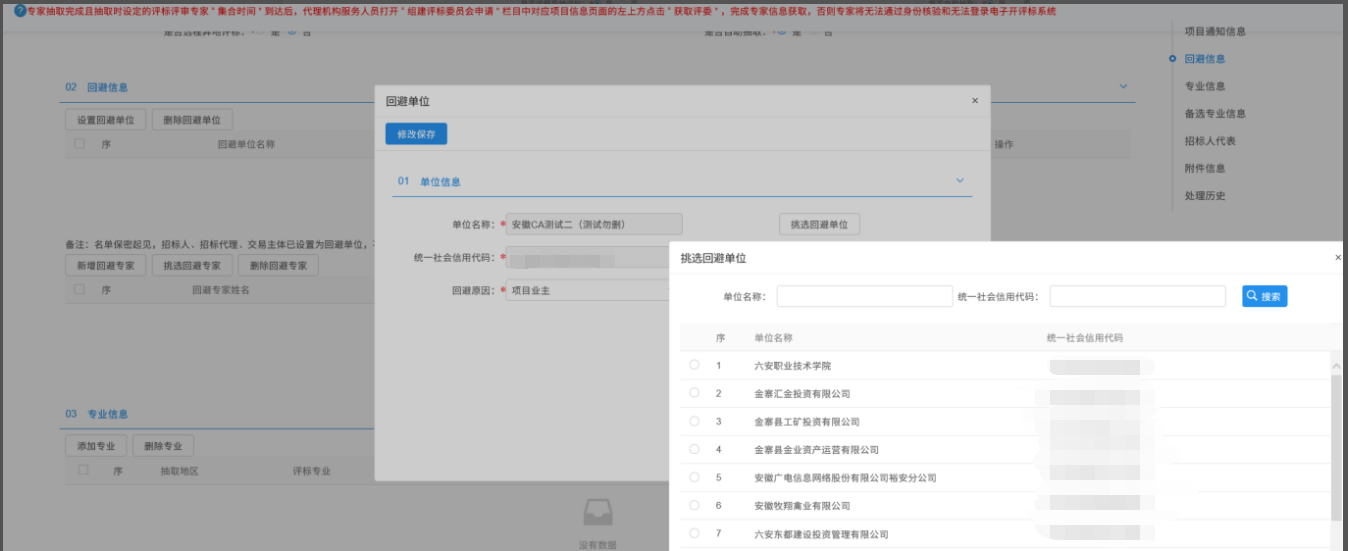 专家抽取完成且抽取时设定的评标评审专家＂集合时间＂到达后，代理机构服务人员打开＂组建评标委员会申请＂栏目中对应项目信息页面的左上方点击＂获取评委＂，完成专家信息获取，否则专家将无法通过身份核验和无法登录电子开评标系统
是否远程异地评标： * 是 否
是否自动抽取： * 是 否
项目通知信息
回避信息
专业信息
备选专业信息
招标人代表
附件信息
处理历史
02 回避信息
设置回避单位 删除回避单位
序 回避单位名称 操作
备注：名单保密起见，招标人、招标代理、交易主体已设置为回避单位，
新增回避专家 挑选回避专家 删除回避专家
序 回避专家姓名
03 专业信息
添加专业 删除专业
序 抽取地区 评标专业
没有数据
回避单位 ×
修改保存
01 单位信息
单位名称： * 安徽CA测试二（测试勿删） 挑选回避单位
统一社会信用代码： *
回避原因： * 项目业主
挑选回避单位 ×
单位名称： 统一社会信用代码： 搜索
序 单位名称 统一社会信用代码
1 六安职业技术学院
2 金寨汇金投资有限公司
3 金寨县工矿投资有限公司
4 金寨县金业资产运营有限公司
5 安徽广电信息网络股份有限公司裕安分公司
6 安徽牧翔禽业有限公司
7 六安东都建设投资管理有限公司